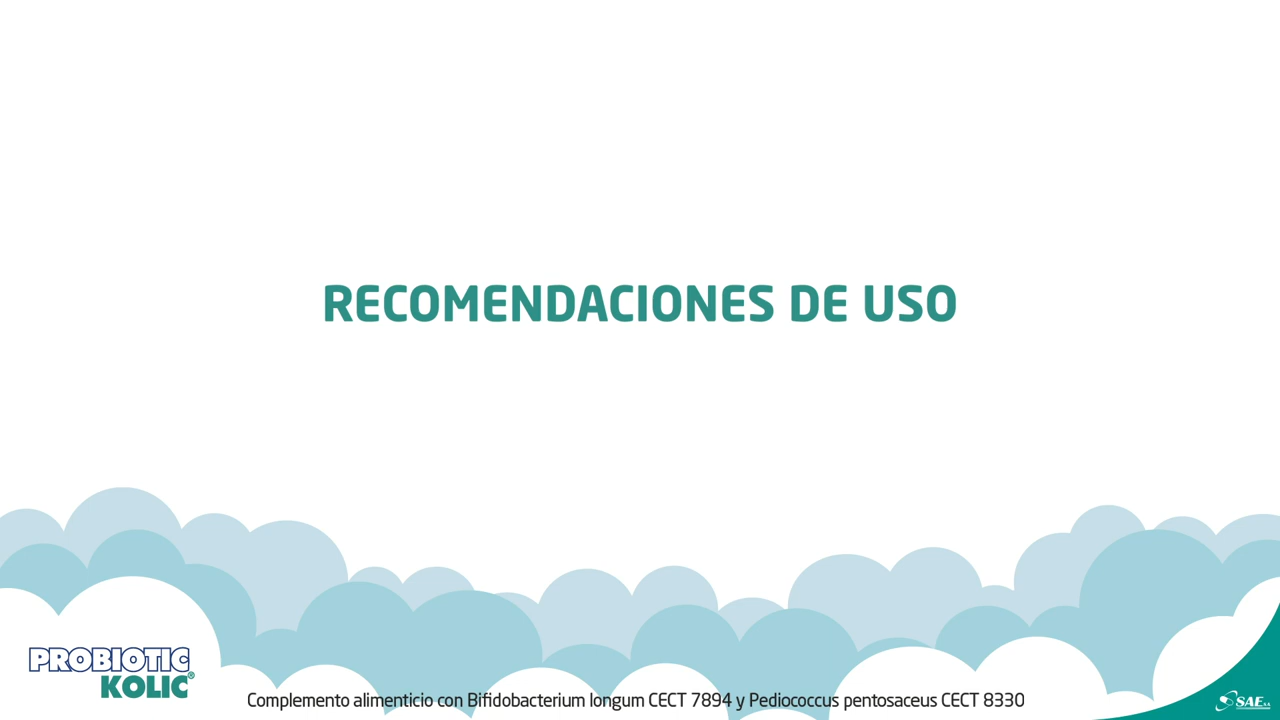 RECOMENDACIONES DE USO
PROBIOTIC
KOLIC®
Complemento alimenticio con Bifidobacterium longum CECT 7894 y Pediococcus pentosaceus CECT 8330
SAE